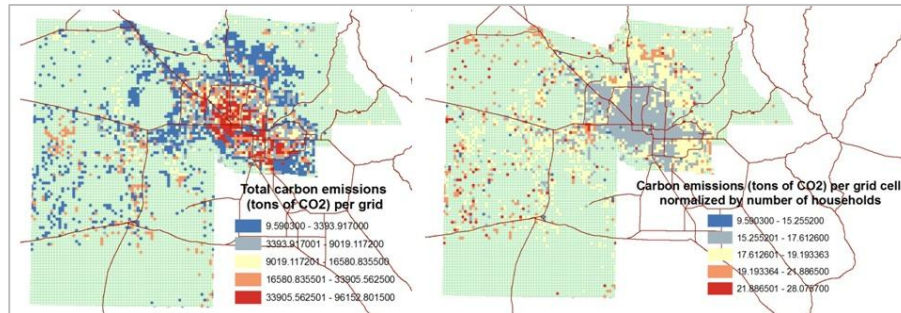 Total carbon emissions
(tons of CO2) per grid
9.590300 - 3393.917000
3393.917001 - 9019.117200
9019.117201 - 16580.835500
16580.835501 - 33905.562500
33905.562501 - 96152.801500
Carbon emissions (tons of CO2) per grid cell
normalized by number of households
9.590300 - 15.255200
15.255201 - 17.612600
17.612601 - 19.193363
19.193364 - 21.886500
21.886501 - 28.079700